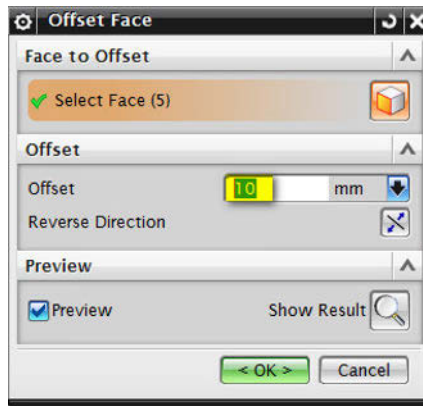 Offset Face
Face to Offset
Select Face (5)
Offset
Offset 10 mm
Reverse Direction
Preview
Preview Show Result
< OK > Cancel